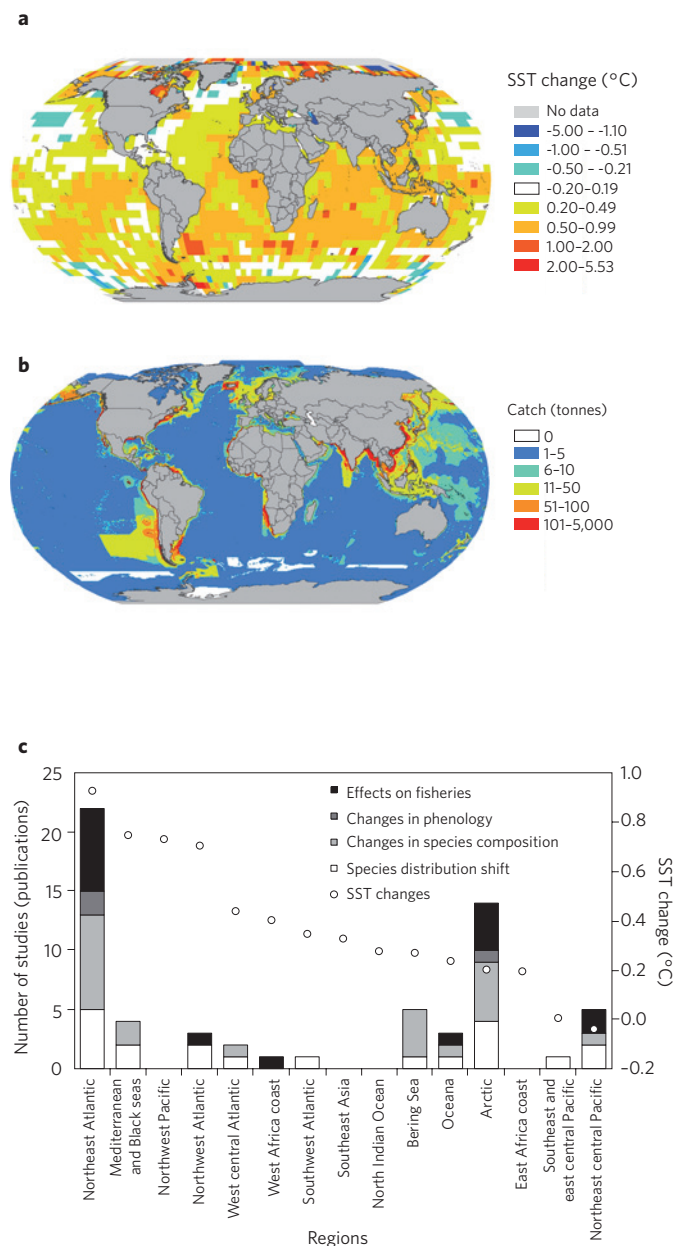 a
SST change (°C)
No data
-5.00 – -1.10
-1.00 – -0.51
-0.50 – -0.21
-0.20–0.19
0.20–0.49
0.50–0.99
1.00–2.00
2.00–5.53
b
Catch (tonnes)
0
1–5
6–10
11–50
51–100
101–5,000
c
Number of studies (publications)
25
20
15
10
5
0
Effects on fisheries
Changes in phenology
Changes in species composition
Species distribution shift
SST changes
1.0
0.8
0.6
0.4
0.2
0.0
–0.2
SST change (°C)
Northeast Atlantic
Mediterranean
and Black seas
Northwest Pacific
Northwest Atlantic
West central Atlantic
West Africa coast
Southwest Atlantic
Southeast Asia
North Indian Ocean
Bering Sea
Oceana
Arctic
East Africa coast
Southeast and
east central Pacific
Northeast central Pacific
Regions